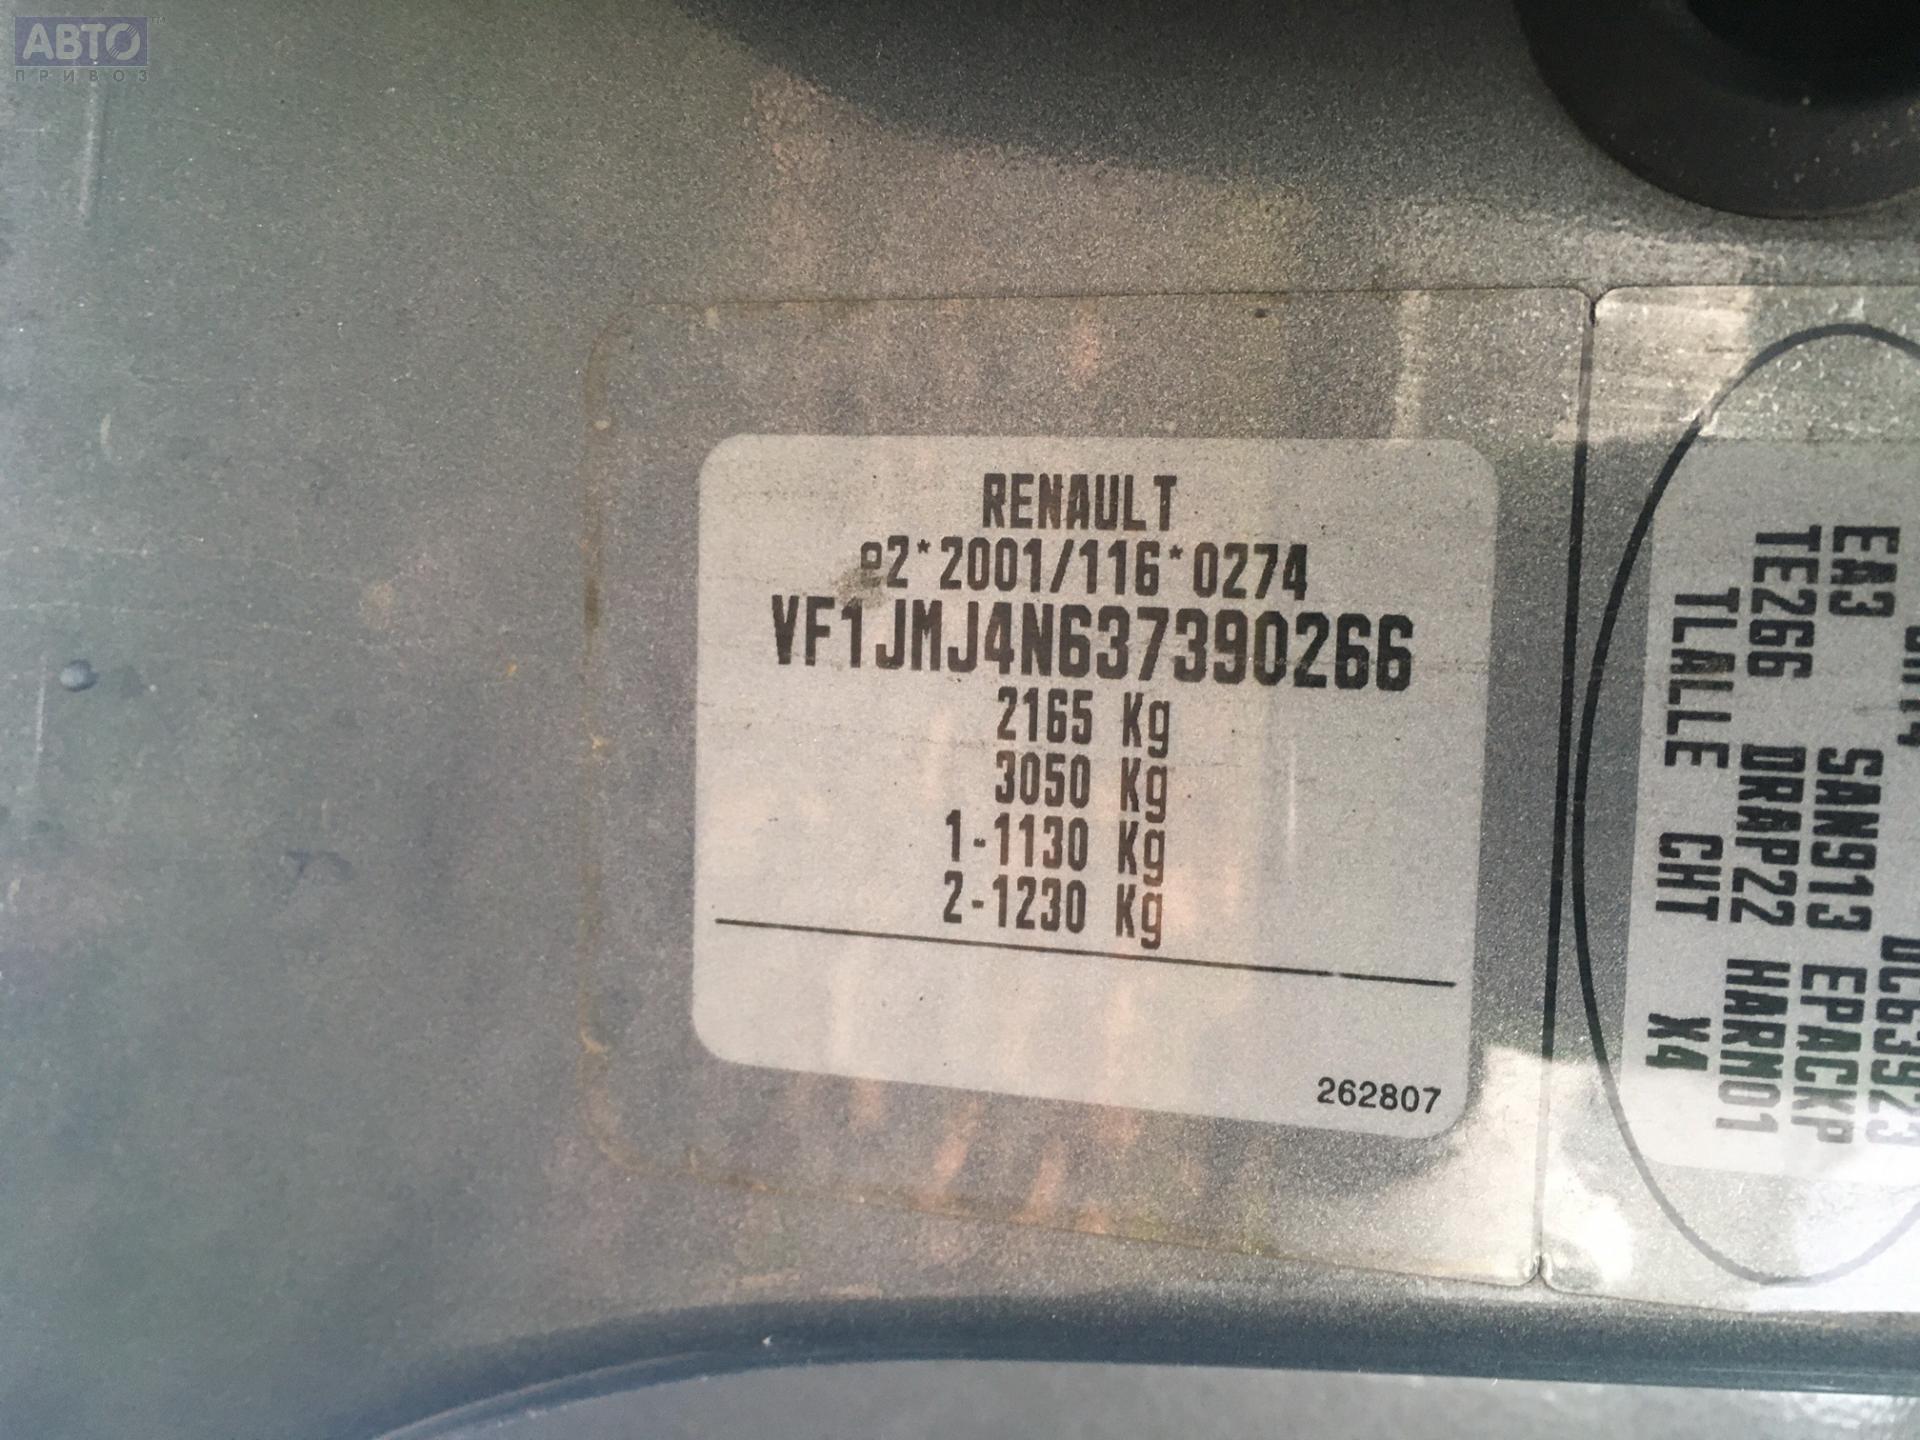 АВТО
ПРИВОЗ
RENAULT
e2*2001/116*0274
VF1JMJ4N637390266
2165 Kg
3050 Kg
1-1130 Kg
2-1230 Kg
262807
DC63923
EA3 SAN913 EPACKP
TE266 DRAP22 HARM01
TLALLE CHT X4